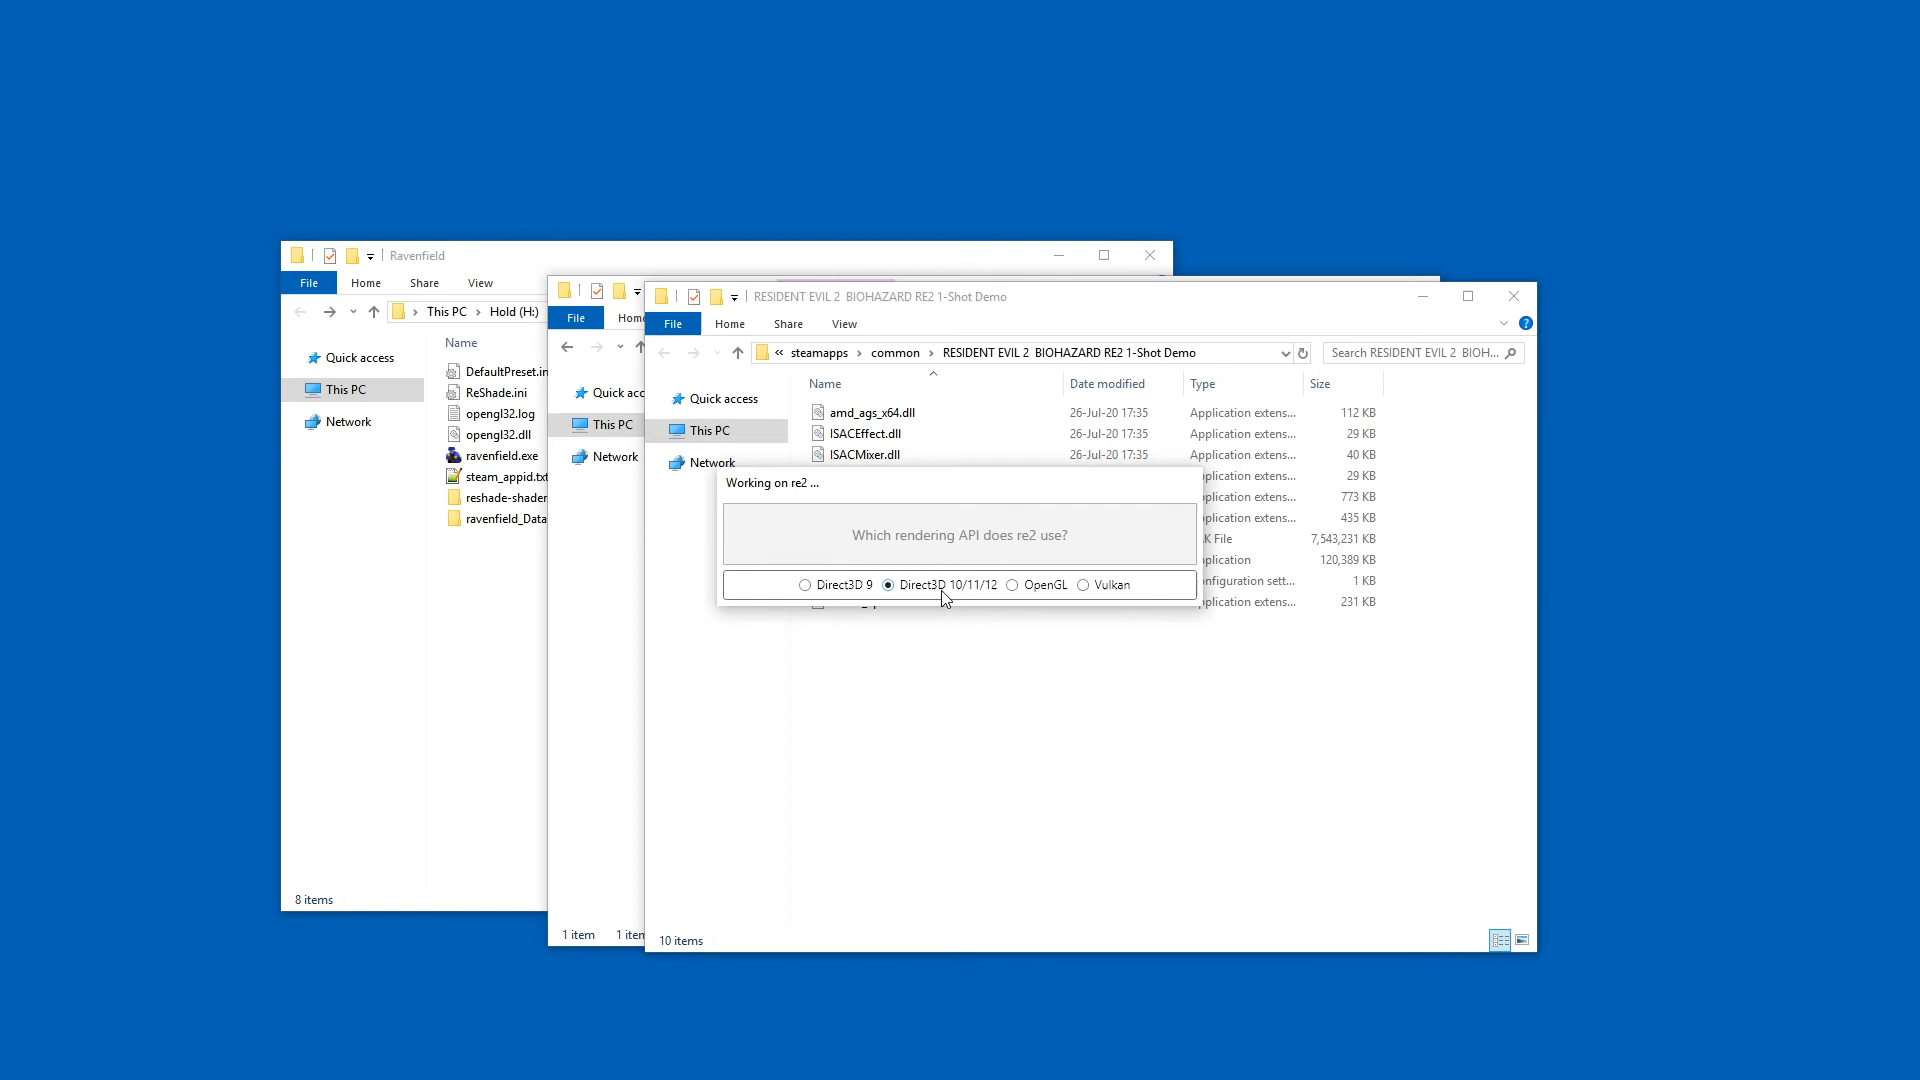 Ravenfield
File Home Share View
This PC Hold (H:)
Quick access
This PC
Network
Name
DefaultPreset.in
ReShade.ini
opengl32.log
opengl32.dll
ravenfield.exe
steam_appid.txt
reshade-shader
ravenfield_Data
8 items
File Home
Quick acc
This PC
Network
1 item 1 iten
RESIDENT EVIL 2 BIOHAZARD RE2 1-Shot Demo
File Home Share View
« steamapps common RESIDENT EVIL 2 BIOHAZARD RE2 1-Shot Demo
Search RESIDENT EVIL 2 BIOH...
Quick access
This PC
Network
Name Date modified Type Size
amd_ags_x64.dll 26-Jul-20 17:35 Application extens... 112 KB
ISACEffect.dll 26-Jul-20 17:35 Application extens... 29 KB
ISACMixer.dll 26-Jul-20 17:35 Application extens... 40 KB
plication extens... 29 KB
plication extens... 773 KB
plication extens... 435 KB
K File 7,543,231 KB
plication 120,389 KB
nfiguration sett... 1 KB
plication extens... 231 KB
Working on re2 ...
Which rendering API does re2 use?
Direct3D 9 Direct3D 10/11/12 OpenGL Vulkan
10 items